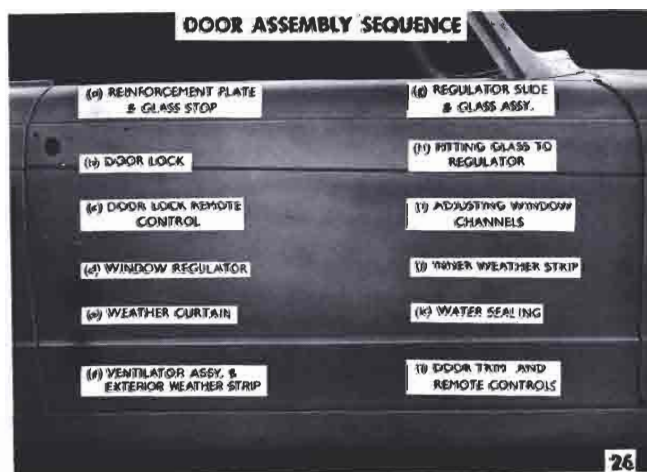 DOOR ASSEMBLY SEQUENCE
(a) REINFORCEMENT PLATE
& GLASS STOP
(b) DOOR LOCK
(c) DOOR LOCK REMOTE
CONTROL
(d) WINDOW REGULATOR
(e) WEATHER CURTAIN
(f) VENTILATOR ASSY. &
EXTERIOR WEATHER STRIP
(g) REGULATOR SLIDE
& GLASS ASSY.
(h) FITTING GLASS TO
REGULATOR
(i) ADJUSTING WINDOW
CHANNELS
(j) INNER WEATHER STRIP
(k) WATER SEALING
(l) DOOR TRIM AND
REMOTE CONTROLS
26